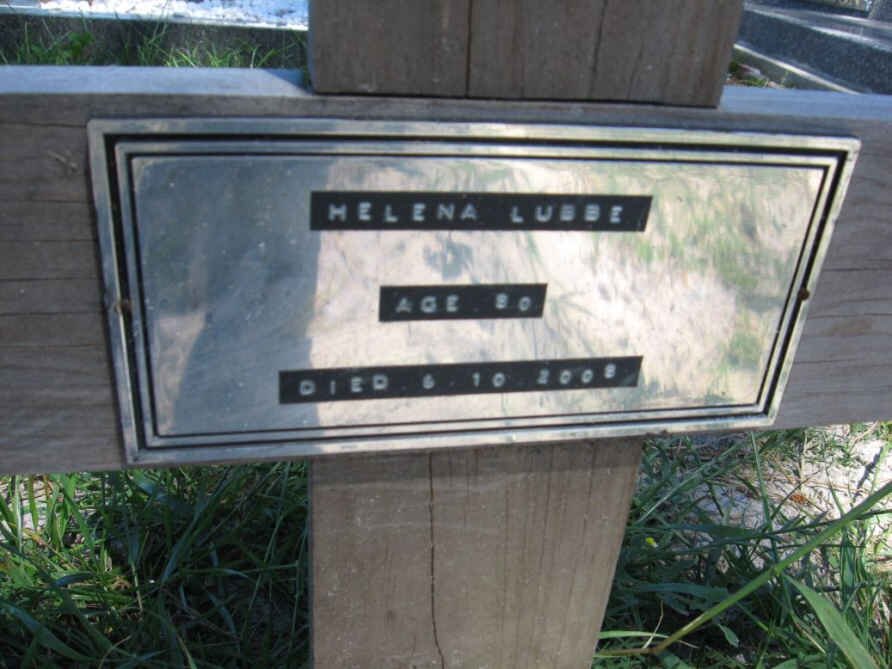 HELENA LUBBE
AGE 80
DIED 6.10.2008